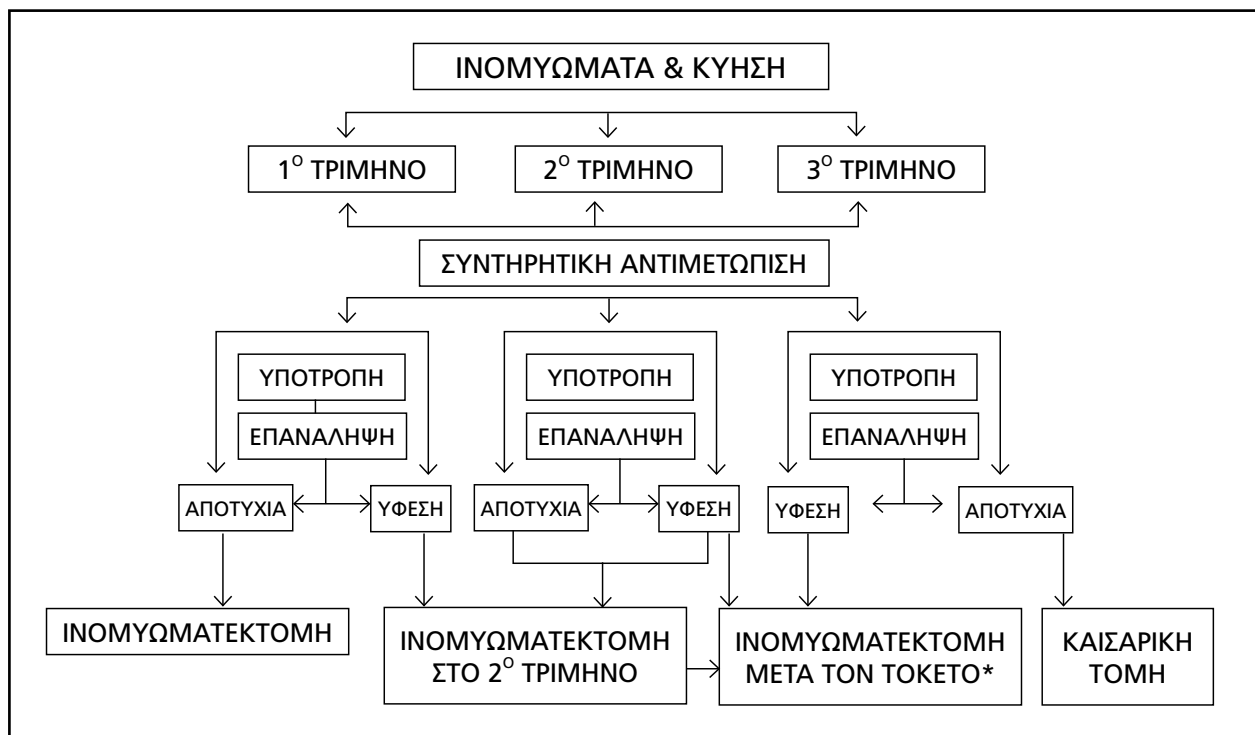 ΙΝΟΜΥΩΜΑΤΑ & ΚΥΗΣΗ
1Ο ΤΡΙΜΗΝΟ
2Ο ΤΡΙΜΗΝΟ
3Ο ΤΡΙΜΗΝΟ
ΣΥΝΤΗΡΗΤΙΚΗ ΑΝΤΙΜΕΤΩΠΙΣΗ
ΥΠΟΤΡΟΠΗ
ΥΠΟΤΡΟΠΗ
ΥΠΟΤΡΟΠΗ
ΕΠΑΝΑΛΗΨΗ
ΕΠΑΝΑΛΗΨΗ
ΕΠΑΝΑΛΗΨΗ
ΑΠΟΤΥΧΙΑ
ΥΦΕΣΗ
ΑΠΟΤΥΧΙΑ
ΥΦΕΣΗ
ΥΦΕΣΗ
ΑΠΟΤΥΧΙΑ
ΙΝΟΜΥΩΜΑΤΕΚΤΟΜΗ
ΙΝΟΜΥΩΜΑΤΕΚΤΟΜΗ
ΣΤΟ 2Ο ΤΡΙΜΗΝΟ
ΙΝΟΜΥΩΜΑΤΕΚΤΟΜΗ
ΜΕΤΑ ΤΟΝ ΤΟΚΕΤΟ*
ΚΑΙΣΑΡΙΚΗ
ΤΟΜΗ